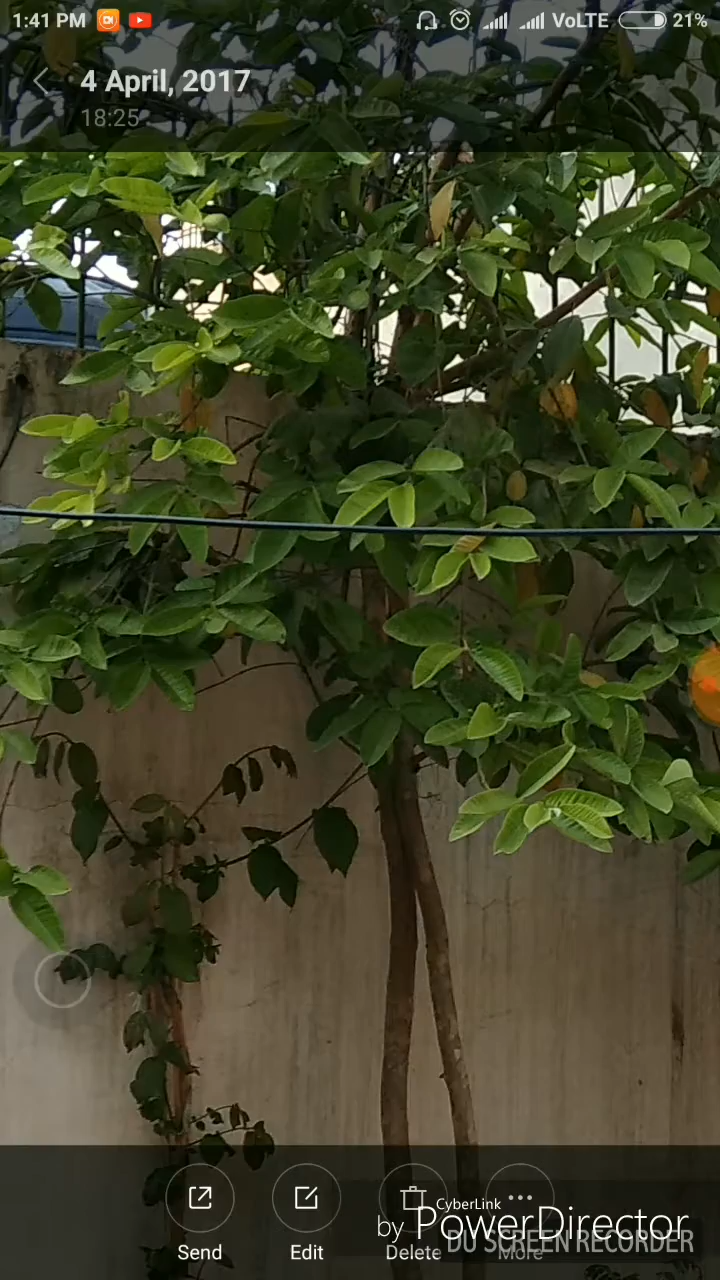 1:41 PM VoLTE 21%
4 April, 2017
18:25
CyberLink
by PowerDirector
Send Edit Delete More
DU SCREEN RECORDER